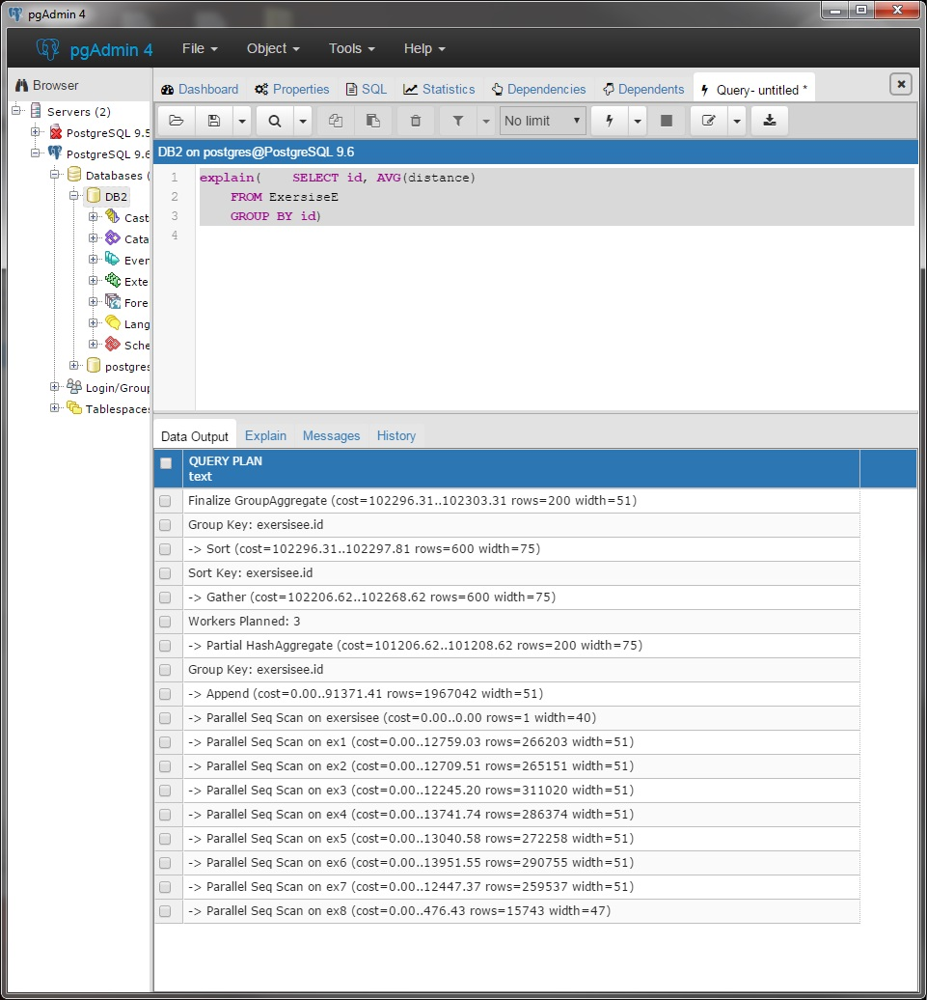 pgAdmin 4
pgAdmin 4 File Object Tools Help
Browser
Dashboard Properties SQL Statistics Dependencies Dependents Query- untitled *
Servers (2)
PostgreSQL 9.5
PostgreSQL 9.6
Databases (
DB2
Cast
Cata
Ever
Exte
Fore
Lang
Sche
postgres
Login/Group
Tablespaces
No limit
DB2 on postgres@PostgreSQL 9.6
1 explain( SELECT id, AVG(distance)
2 FROM ExersiseE
3 GROUP BY id)
4
Data Output Explain Messages History
QUERY PLAN
text
Finalize GroupAggregate (cost=102296.31..102303.31 rows=200 width=51)
Group Key: exersisee.id
-> Sort (cost=102296.31..102297.81 rows=600 width=75)
Sort Key: exersisee.id
-> Gather (cost=102206.62..102268.62 rows=600 width=75)
Workers Planned: 3
-> Partial HashAggregate (cost=101206.62..101208.62 rows=200 width=75)
Group Key: exersisee.id
-> Append (cost=0.00..91371.41 rows=1967042 width=51)
-> Parallel Seq Scan on exersisee (cost=0.00..0.00 rows=1 width=40)
-> Parallel Seq Scan on ex1 (cost=0.00..12759.03 rows=266203 width=51)
-> Parallel Seq Scan on ex2 (cost=0.00..12709.51 rows=265151 width=51)
-> Parallel Seq Scan on ex3 (cost=0.00..12245.20 rows=311020 width=51)
-> Parallel Seq Scan on ex4 (cost=0.00..13741.74 rows=286374 width=51)
-> Parallel Seq Scan on ex5 (cost=0.00..13040.58 rows=272258 width=51)
-> Parallel Seq Scan on ex6 (cost=0.00..13951.55 rows=290755 width=51)
-> Parallel Seq Scan on ex7 (cost=0.00..12447.37 rows=259537 width=51)
-> Parallel Seq Scan on ex8 (cost=0.00..476.43 rows=15743 width=47)